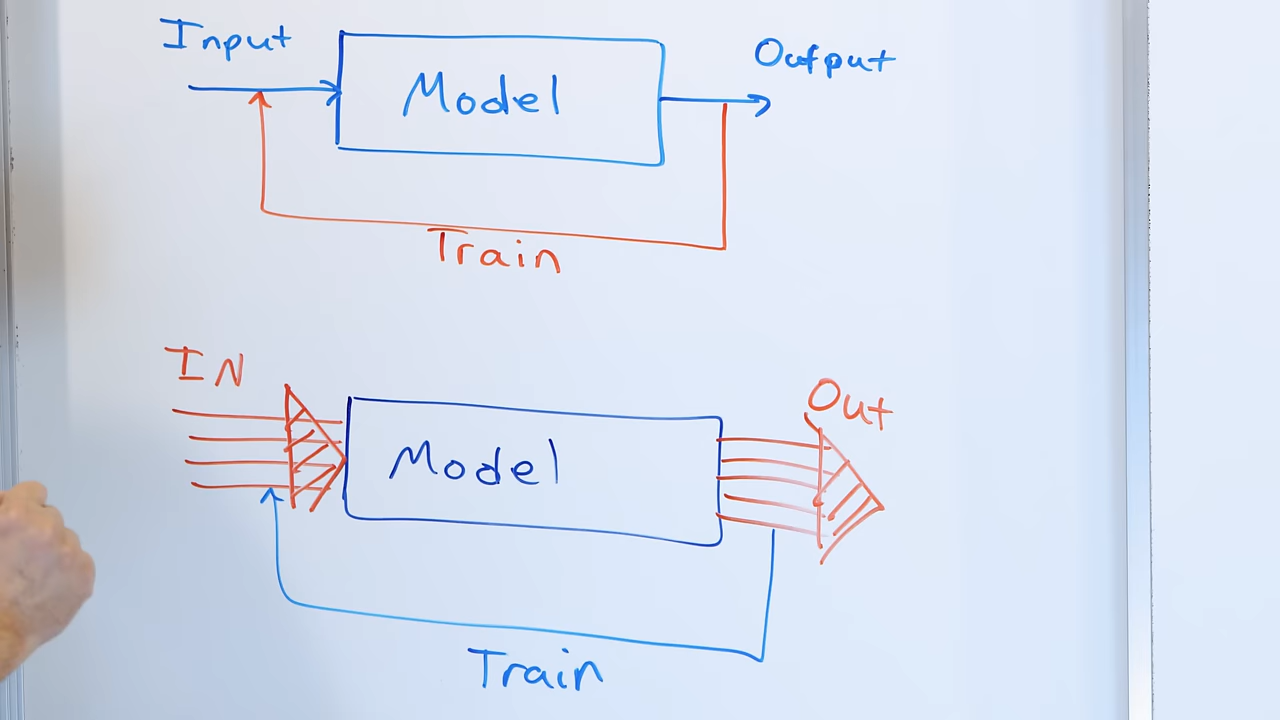 Input
Model
Output
Train
IN
Out
Model
Train